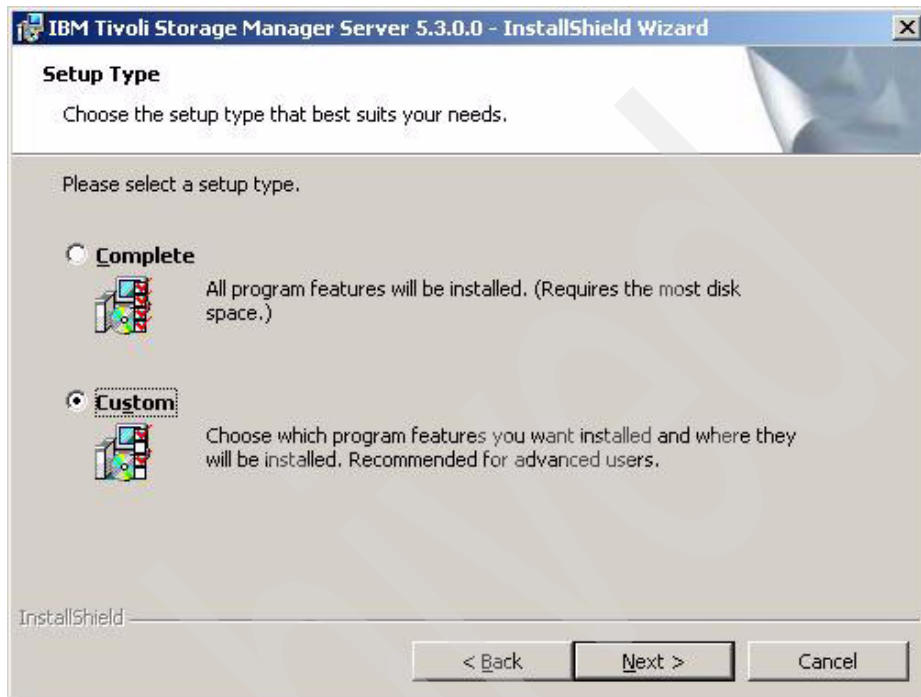 IBM Tivoli Storage Manager Server 5.3.0.0 - InstallShield Wizard
Setup Type
Choose the setup type that best suits your needs.
Please select a setup type.
Complete
All program features will be installed. (Requires the most disk
space.)
Custom
Choose which program features you want installed and where they
will be installed. Recommended for advanced users.
InstallShield
< Back
Next >
Cancel